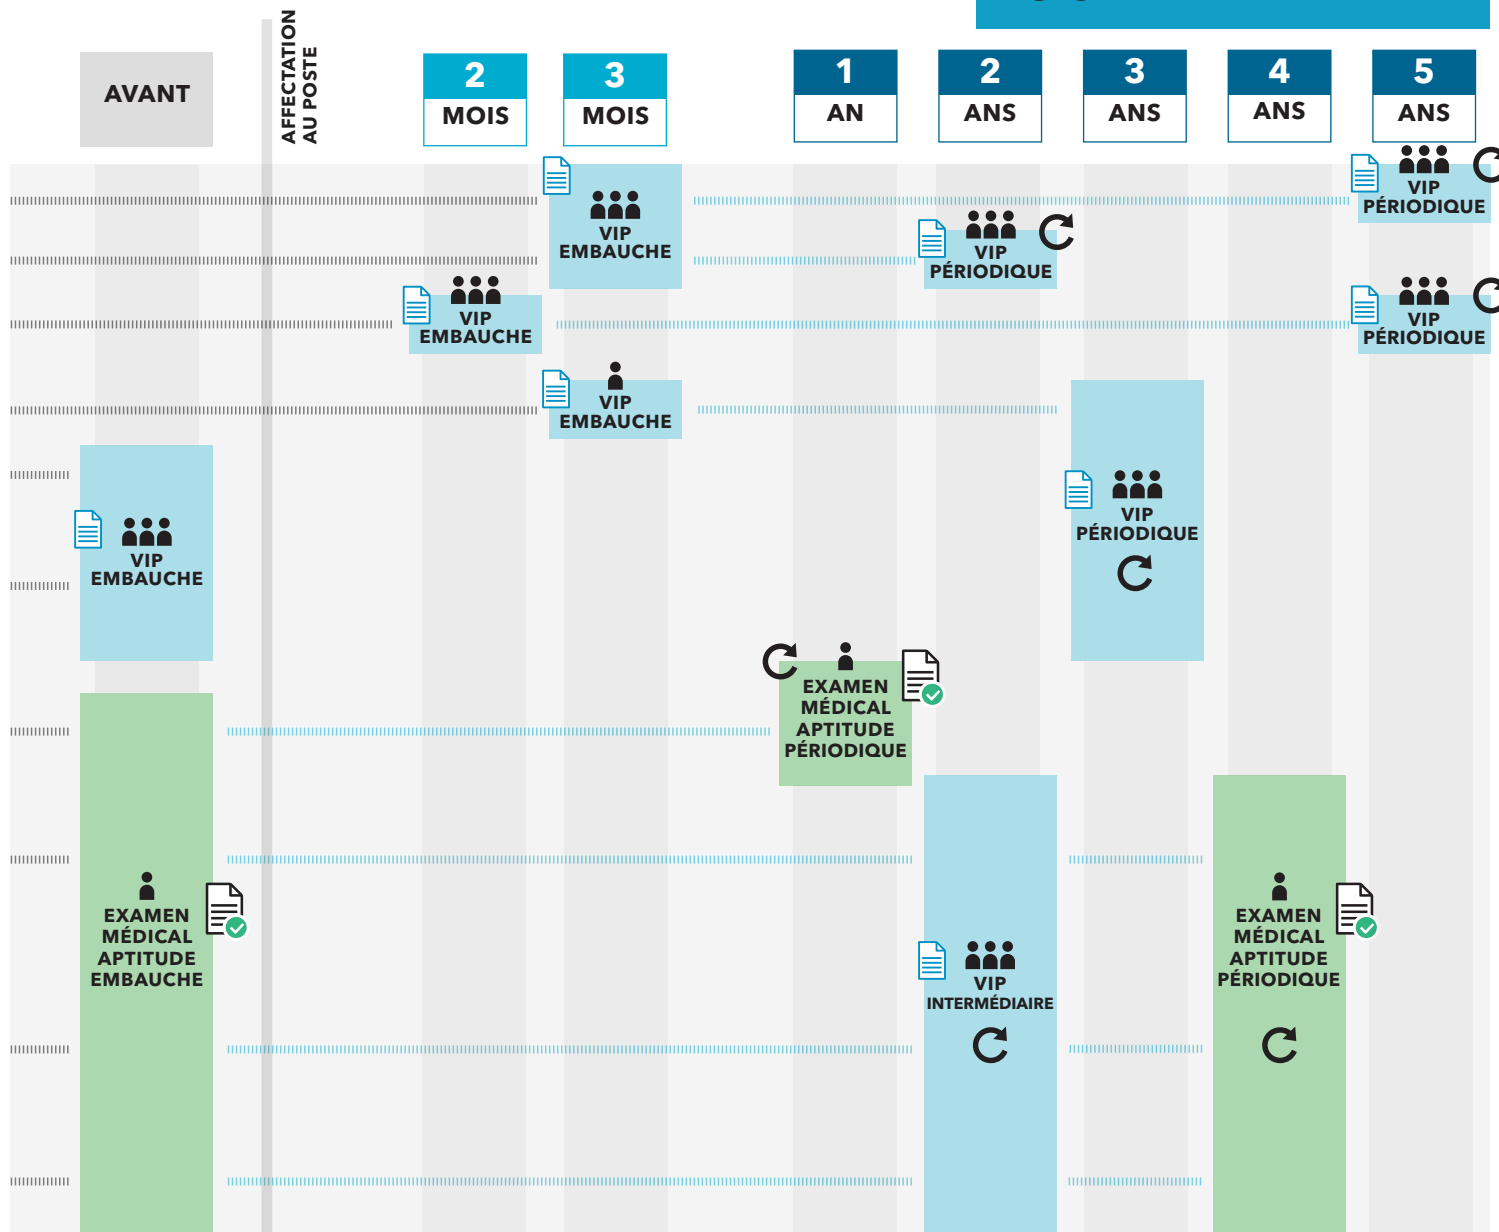 AVANT
AFFECTATION
AU POSTE
2
MOIS
3
MOIS
1
AN
2
ANS
3
ANS
4
ANS
5
ANS
VIP
EMBAUCHE
VIP
PÉRIODIQUE
VIP
PÉRIODIQUE
VIP
EMBAUCHE
VIP
PÉRIODIQUE
VIP
EMBAUCHE
VIP
EMBAUCHE
VIP
PÉRIODIQUE
EXAMEN
MÉDICAL
APTITUDE
PÉRIODIQUE
EXAMEN
MÉDICAL
APTITUDE
EMBAUCHE
VIP
INTERMÉDIAIRE
EXAMEN
MÉDICAL
APTITUDE
PÉRIODIQUE